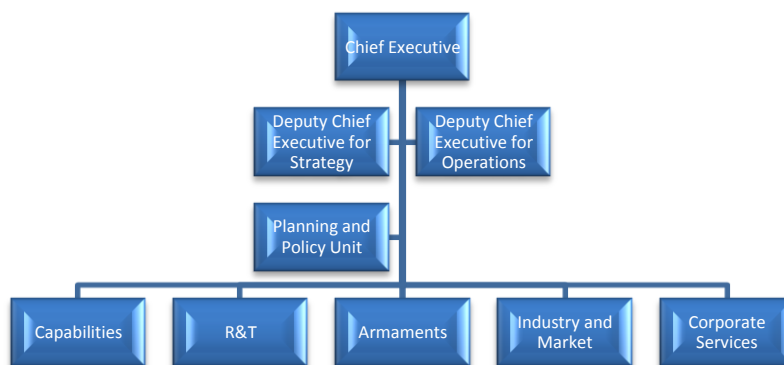 Chief Executive
Deputy Chief
Executive for
Strategy
Deputy Chief
Executive for
Operations
Planning and
Policy Unit
Capabilities
R&T
Armaments
Industry and
Market
Corporate
Services